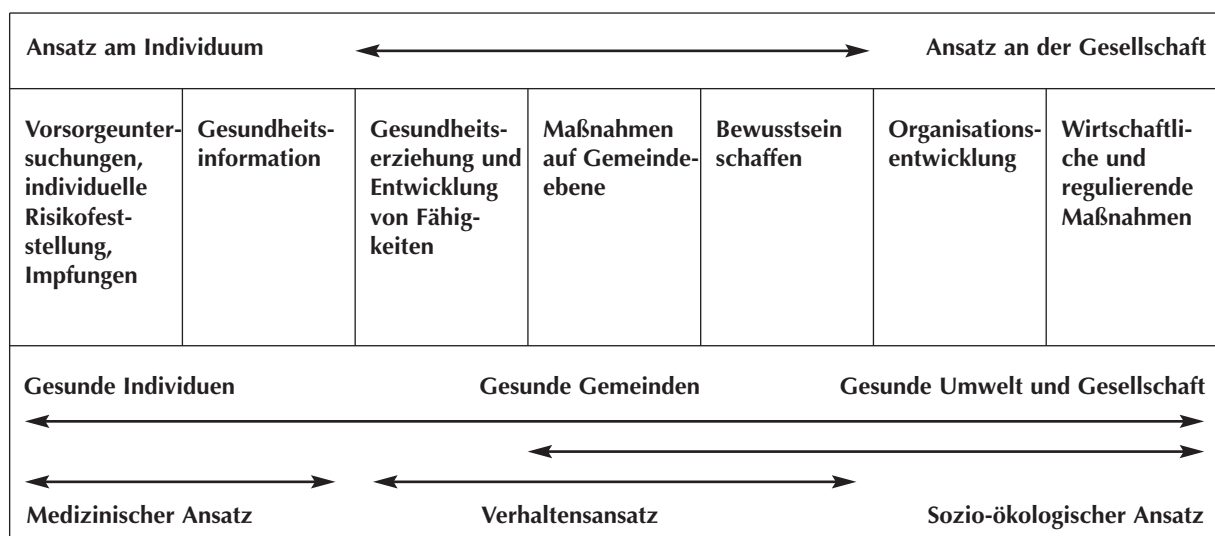 Ansatz am Individuum
Ansatz an der Gesellschaft
Vorsorgeunter-
suchungen,
individuelle
Risikofest-
stellung,
Impfungen
Gesundheits-
information
Gesundheits-
erziehung und
Entwicklung
von Fähig-
keiten
Maßnahmen
auf Gemeinde-
ebene
Bewusstsein
schaffen
Organisations-
entwicklung
Wirtschaftli-
che und
regulierende
Maßnahmen
Gesunde Individuen
Gesunde Gemeinden
Gesunde Umwelt und Gesellschaft
Medizinischer Ansatz
Verhaltensansatz
Sozio-ökologischer Ansatz